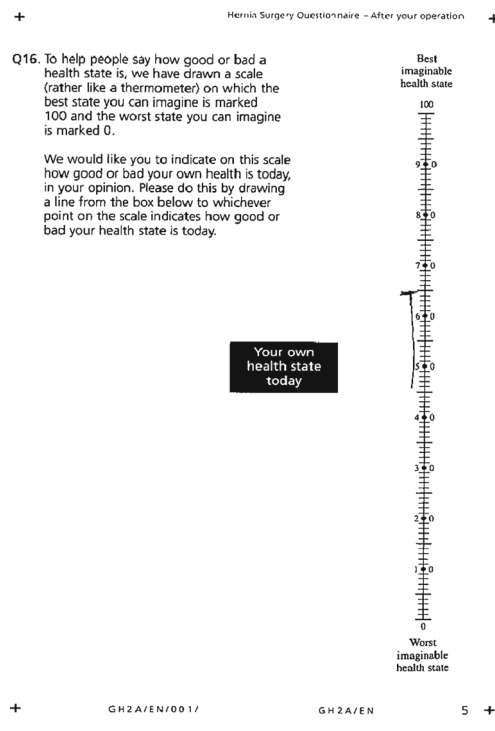 Hernia Surgery Questionnaire – After your operation
Q16. To help people say how good or bad a
health state is, we have drawn a scale
(rather like a thermometer) on which the
best state you can imagine is marked
100 and the worst state you can imagine
is marked 0.
We would like you to indicate on this scale
how good or bad your own health is today,
in your opinion. Please do this by drawing
a line from the box below to whichever
point on the scale indicates how good or
bad your health state is today.
Your own
health state
today
Best
imaginable
health state
100
90
80
70
60
50
40
30
20
10
0
Worst
imaginable
health state
GH2A/EN/001/
GH2A/EN
5